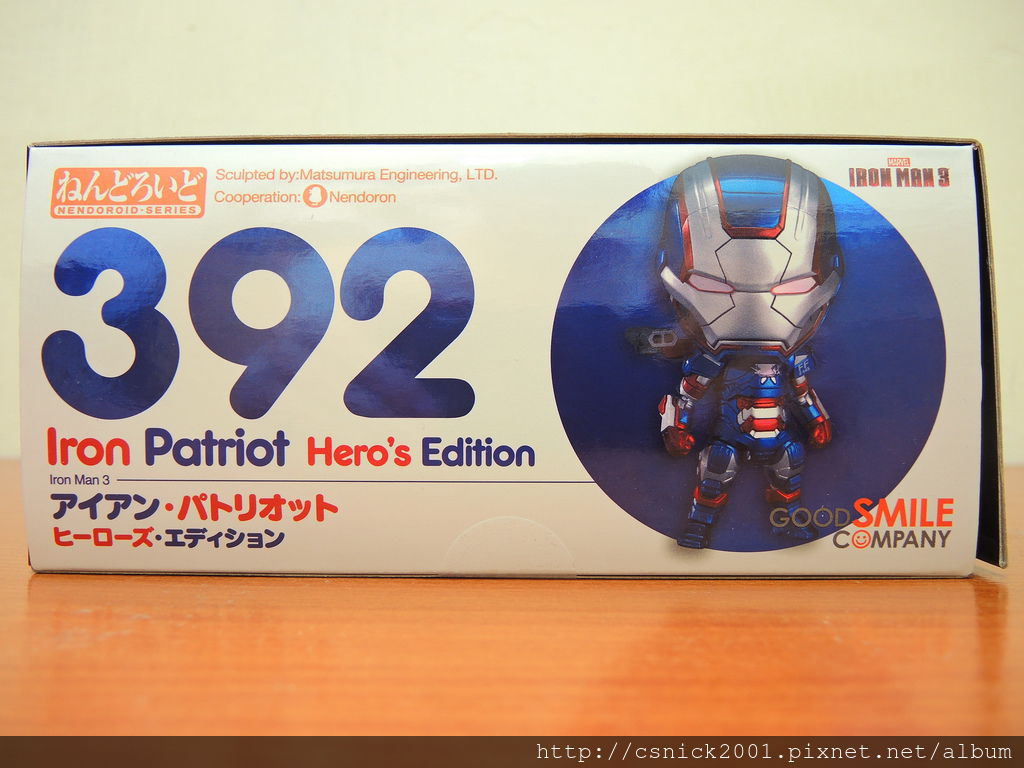 ねんどろいど
NENDOROID·SERIES
Sculpted by:Matsumura Engineering, LTD.
Cooperation: Nendoron
392
Iron Patriot Hero's Edition
Iron Man 3
アイアン・パトリオット
ヒーローズ・エディション
MARVEL
IRON MAN 3
GOOD SMILE
COMPANY
http://csnick2001.pixnet.net/album